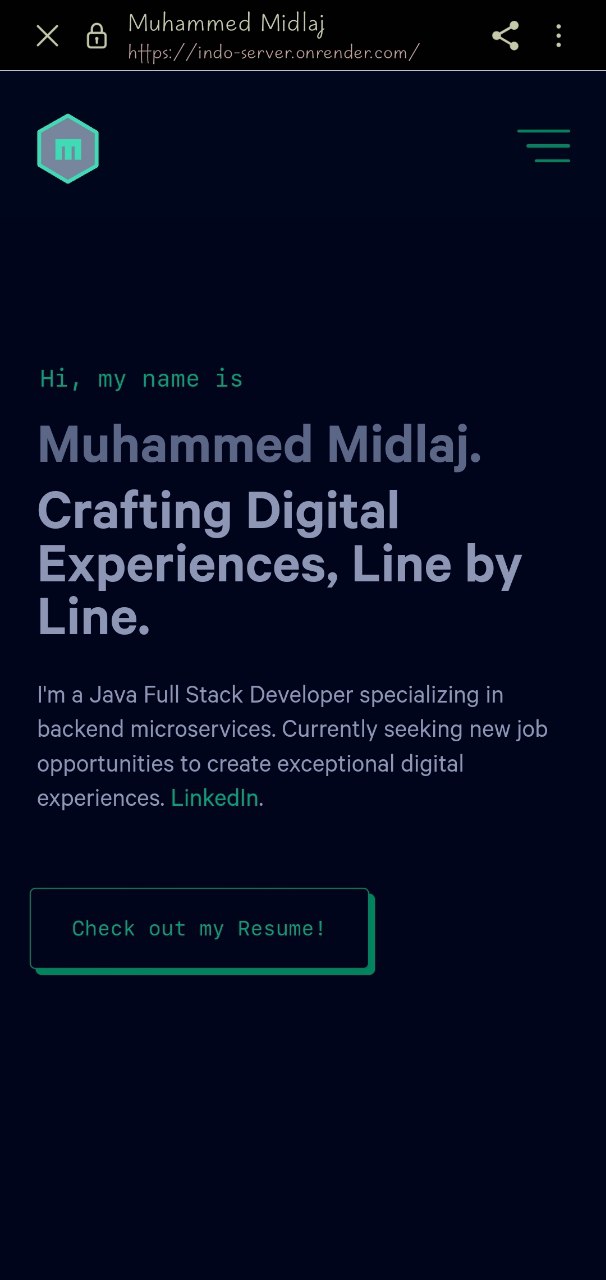 Muhammed Midlaj
https://indo-server.onrender.com/
m
Hi, my name is
Muhammed Midlaj.
Crafting Digital
Experiences, Line by
Line.
I'm a Java Full Stack Developer specializing in
backend microservices. Currently seeking new job
opportunities to create exceptional digital
experiences. LinkedIn.
Check out my Resume!